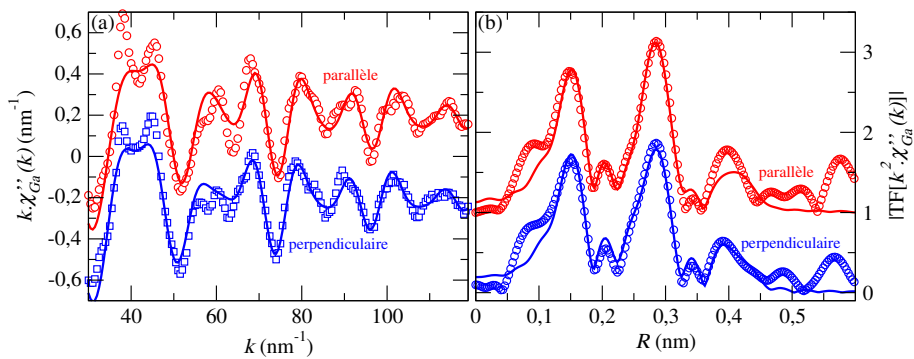 (a)
0,6
0,4
0,2
0
-0.2
-0.4
-0.6
k.χ''Ga(k) (nm⁻¹)
parallèle
perpendiculaire
40 60 80 100
k (nm⁻¹)
(b)
parallèle
perpendiculaire
0 0,1 0,2 0,3 0,4 0,5
R (nm)
3
2
1
0
|TF[k⁻²χ''Ga(k)]|